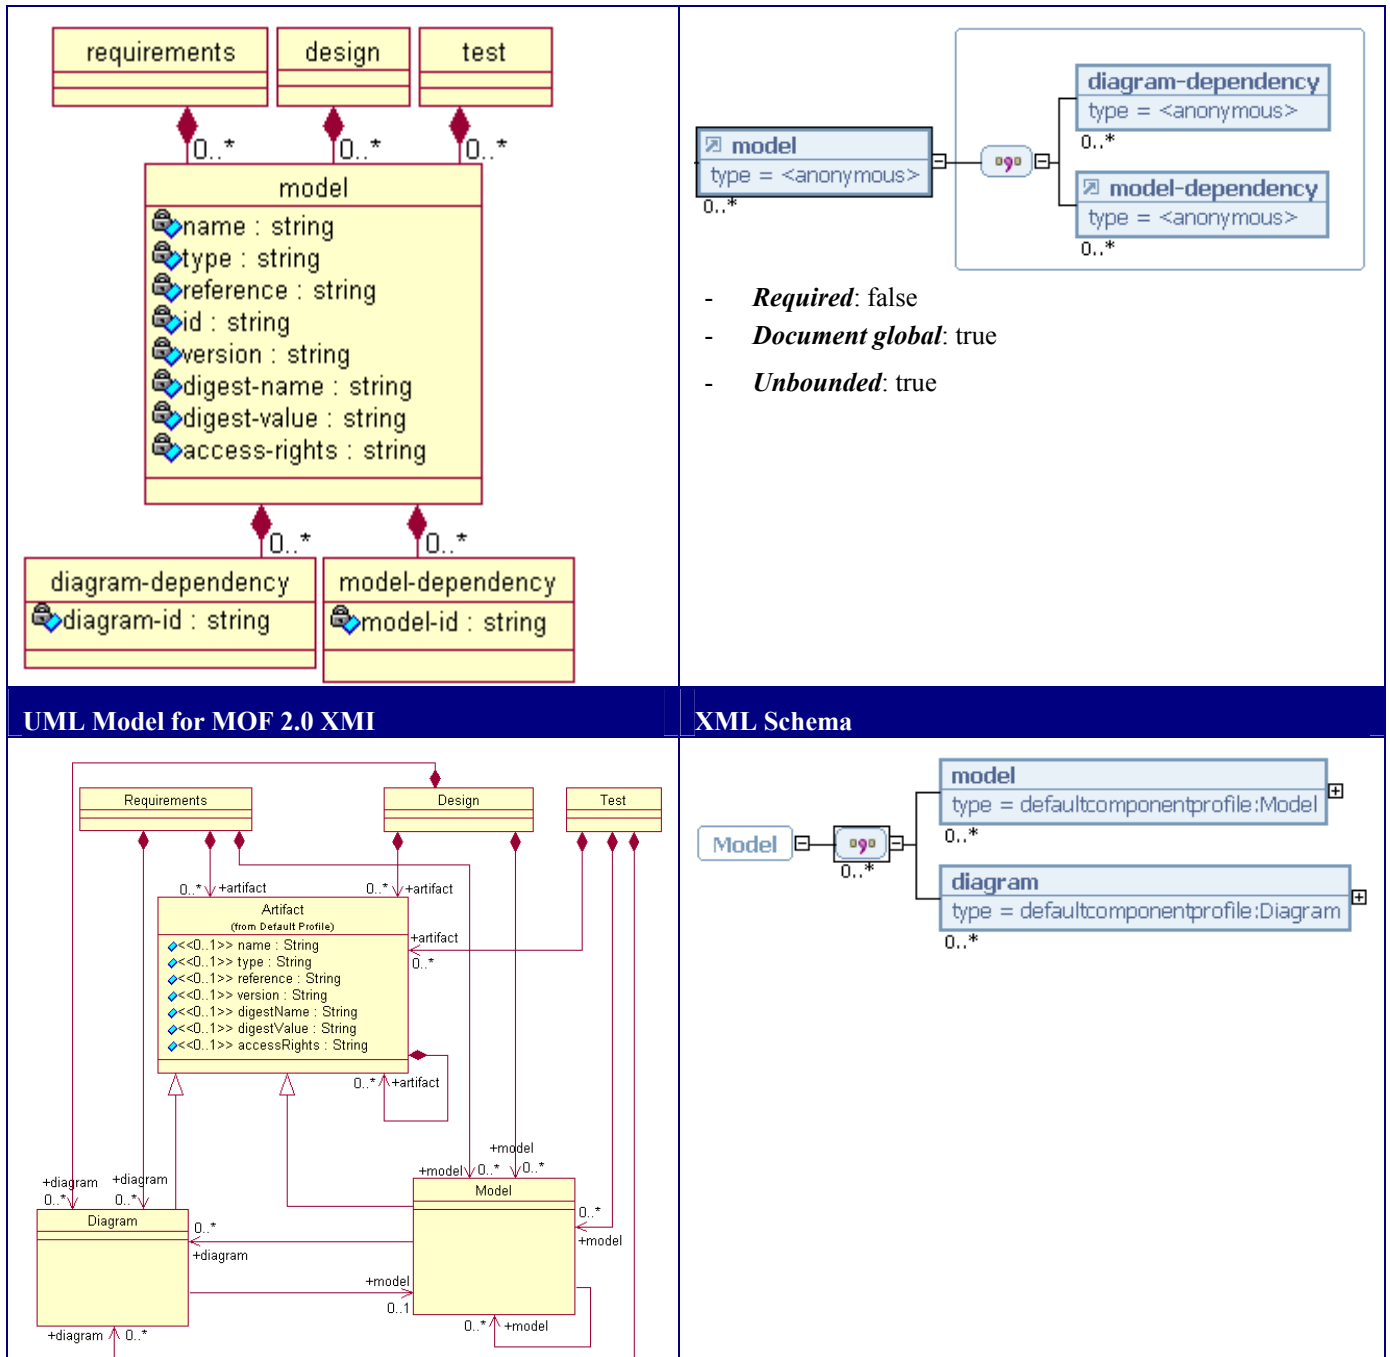 requirements
design
test
0..*
0..*
0..*
model
name : string
type : string
reference : string
id : string
version : string
digest-name : string
digest-value : string
access-rights : string
0..*
0..*
diagram-dependency
diagram-id : string
model-dependency
model-id : string
model
type = <anonymous>
0..*
diagram-dependency
type = <anonymous>
0..*
model-dependency
type = <anonymous>
0..*
- Required: false
- Document global: true
- Unbounded: true
UML Model for MOF 2.0 XMI
XML Schema
Requirements
Design
Test
0..* +artifact
0..* +artifact
Artifact
(from Default Profile)
<<0..1>> name : String
<<0..1>> type : String
<<0..1>> reference : String
<<0..1>> version : String
<<0..1>> digestName : String
<<0..1>> digestValue : String
<<0..1>> accessRights : String
+artifact
0..*
0..* +artifact
+model
+model 0..* 0..*
+diagram +diagram
0..* 0..*
Diagram
Model
0..*
+diagram
0..*
+model
+model
0..1
0..* +model
+diagram 0..*
Model
0..*
model
type = defaultcomponentprofile:Model
0..*
diagram
type = defaultcomponentprofile:Diagram
0..*